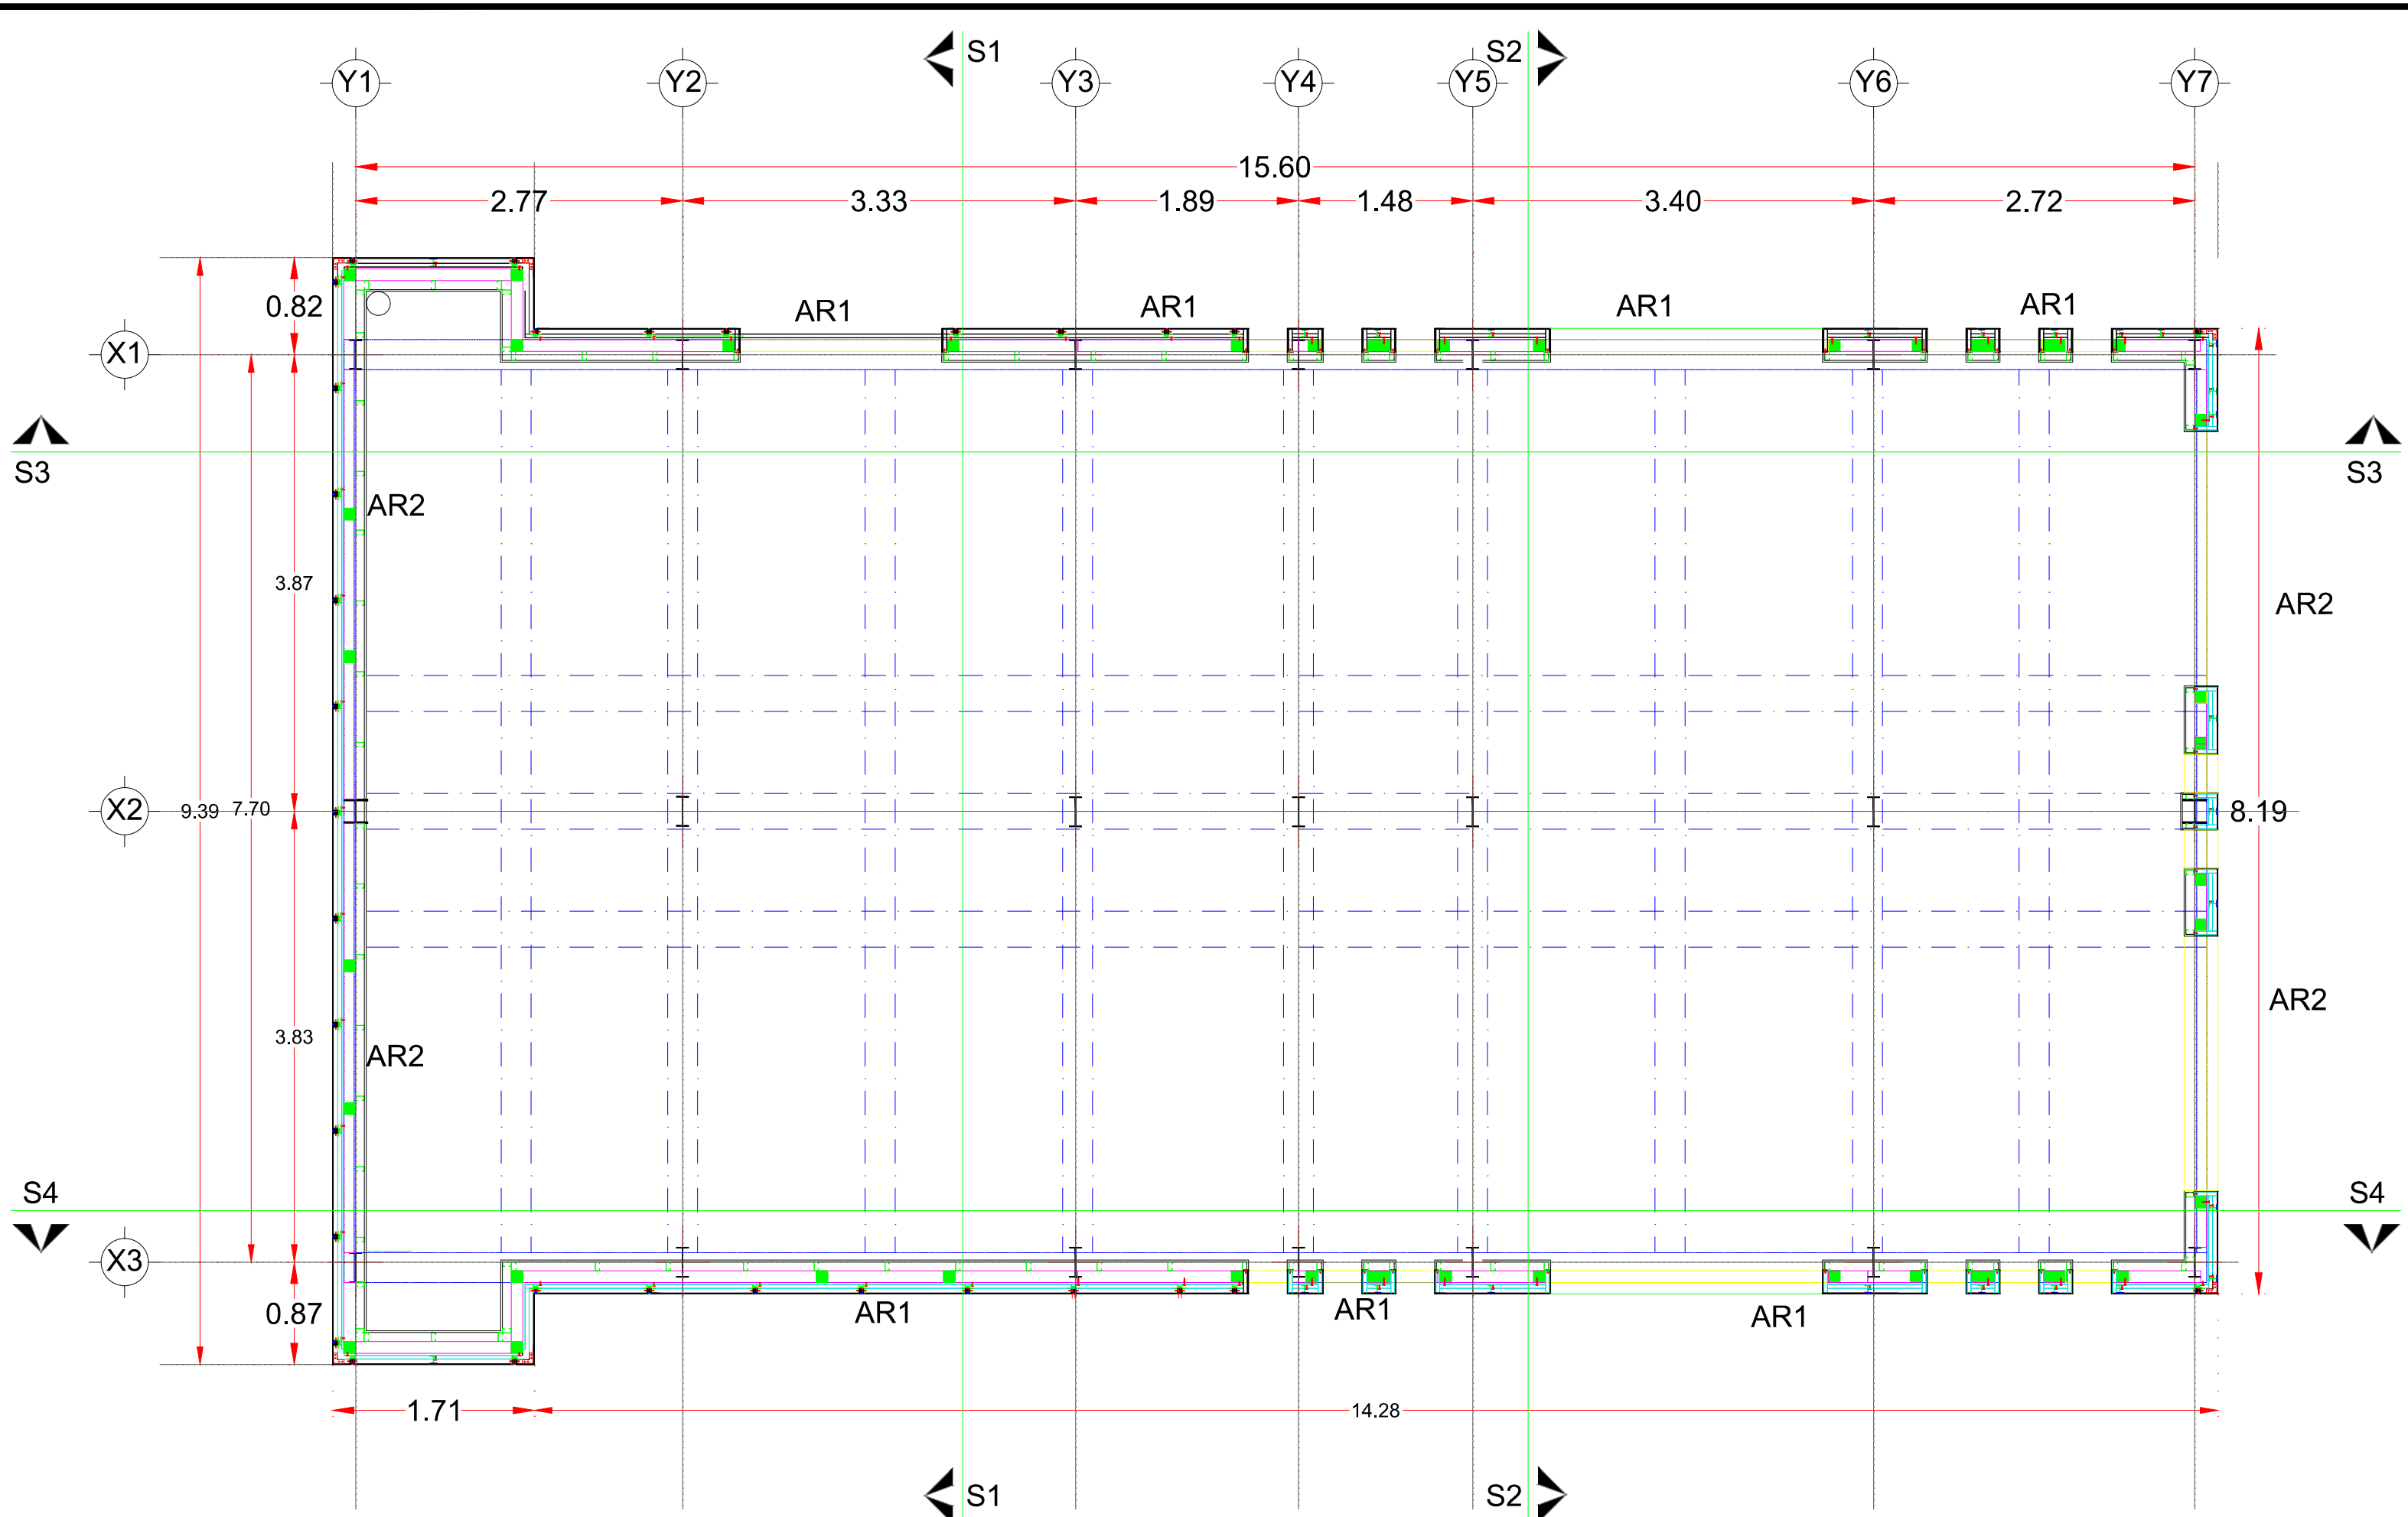 S1
S2
Y1
Y2
Y3
Y4
Y5
Y6
Y7
15.60
2.77
3.33
1.89
1.48
3.40
2.72
0.82
AR1
AR1
AR1
AR1
X1
S3
S3
AR2
3.87
AR2
X2
9.39
7.70
8.19
AR2
3.83
AR2
S4
S4
X3
0.87
AR1
AR1
AR1
1.71
14.28
S1
S2